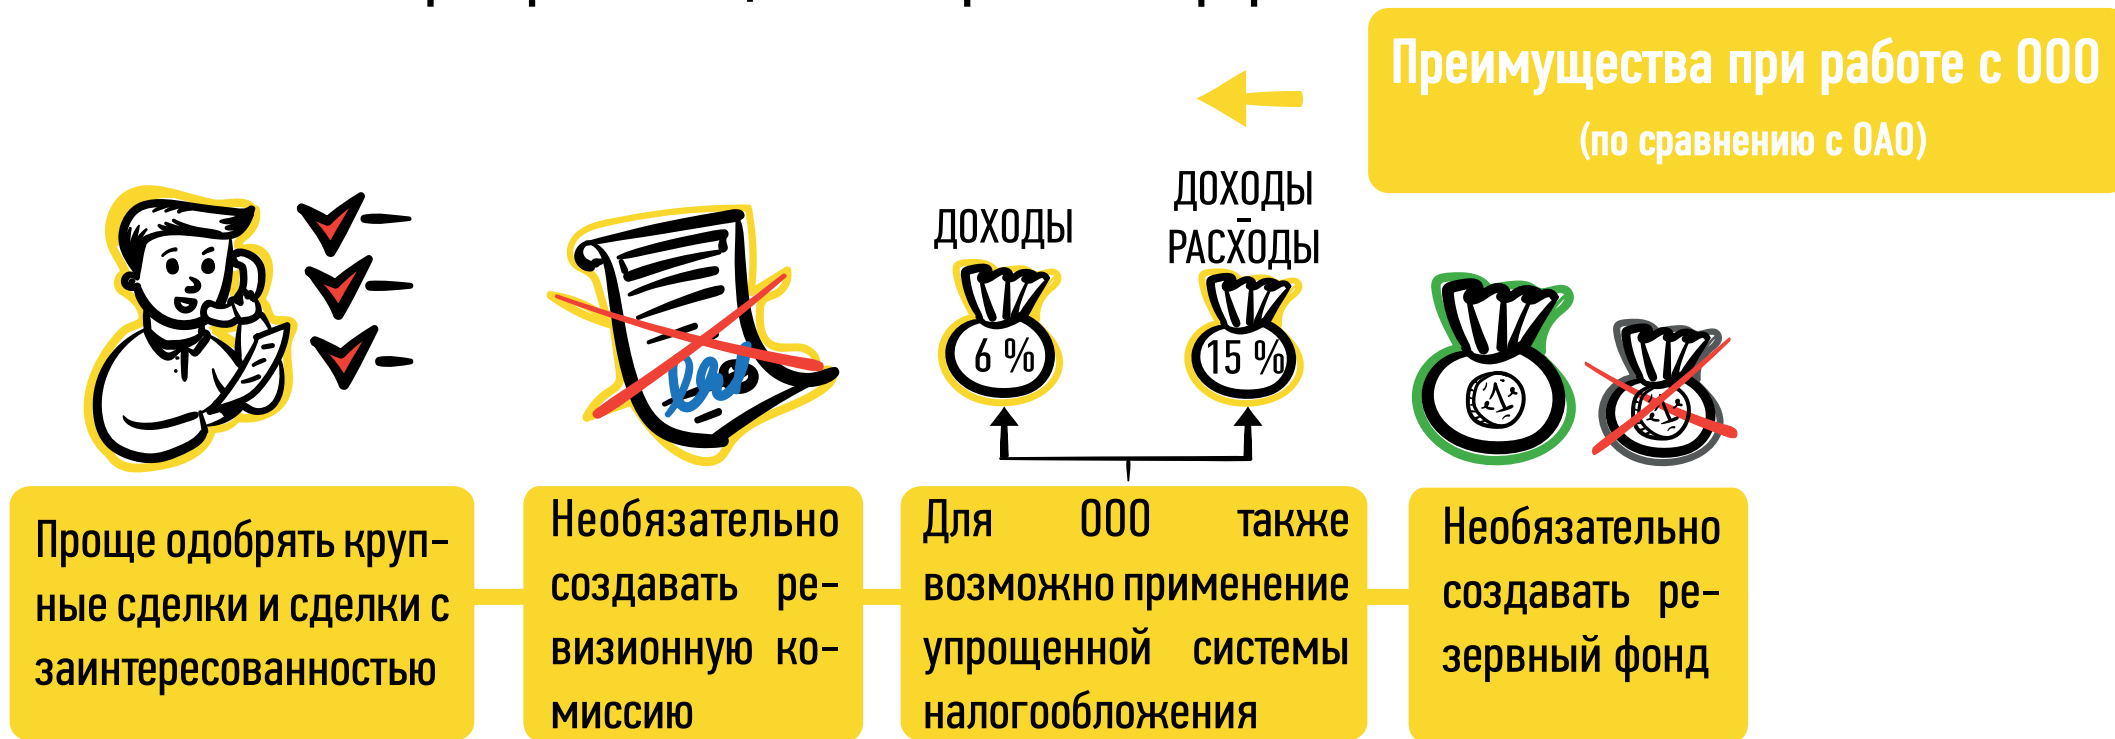 Преимущества при работе с ООО
(по сравнению с ОАО)
ДОХОДЫ
ДОХОДЫ
–
РАСХОДЫ
6 %
15 %
Проще одобрять круп-
ные сделки и сделки с
заинтересованностью
Необязательно
создавать ре-
визионную ко-
миссию
Для ООО также
возможно применение
упрощенной системы
налогообложения
Необязательно
создавать ре-
зервный фонд